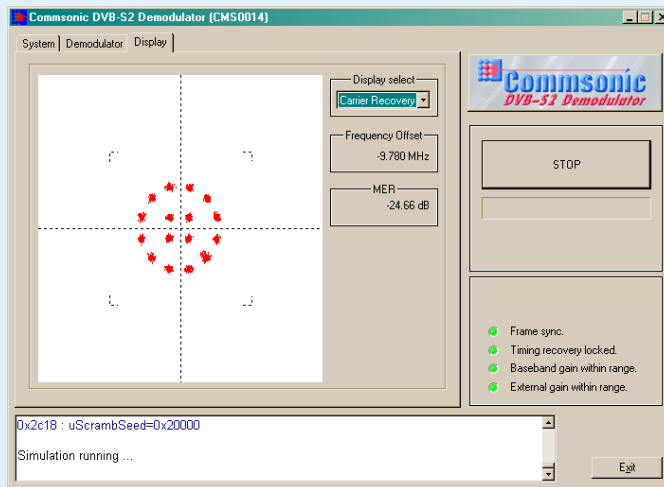 Commsonic DVB-S2 Demodulator (CMS0014)
System
Demodulator
Display
Display select
Carrier Recovery
Frequency Offset
-9.780 MHz
MER
-24.66 dB
Commsonic
DVB-S2 Demodulator
STOP
Frame sync.
Timing recovery locked.
Baseband gain within range.
External gain within range.
0x2c18 : uScrambSeed=0x20000
Simulation running ...
Exit